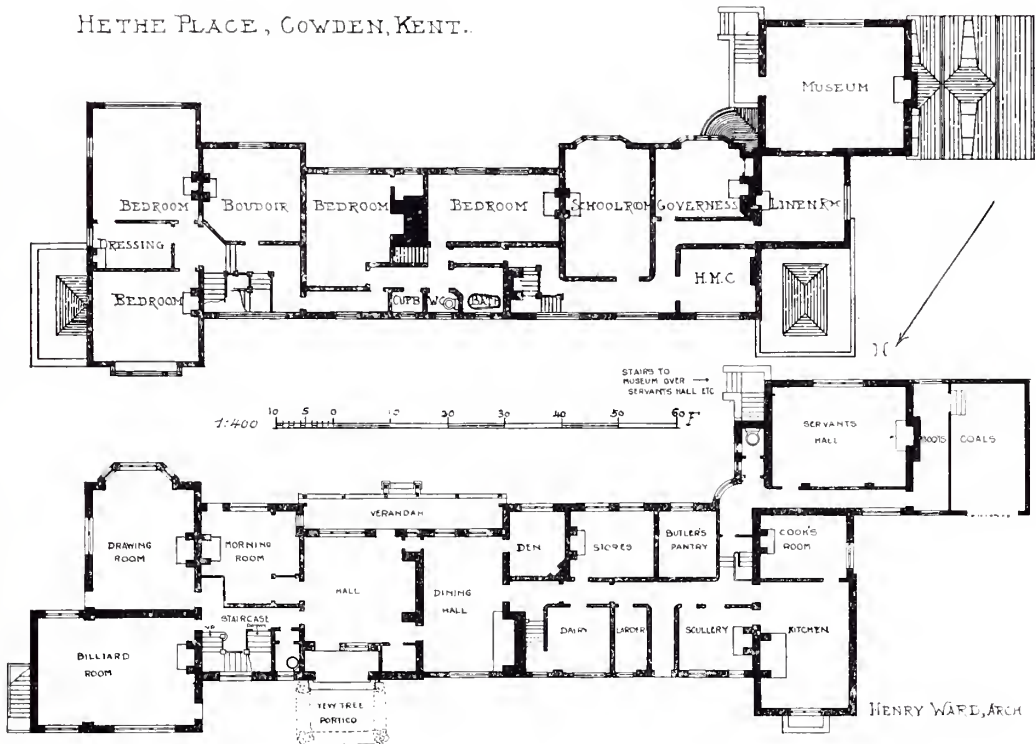 HETHE PLACE, COWDEN, KENT.
MUSEUM
BEDROOM
BOUDOIR
BEDROOM
BEDROOM
SCHOOLROOM
GOVERNESS
LINEN RM
DRESSING
BEDROOM
H.M.C
CUPB
WC
BATH
N
STAIRS TO
MUSEUM OVER
SERVANTS HALL ETC
1:400
10 5 0 10 20 30 40 50 60 FT
SERVANTS
HALL
BOOTS
COALS
VERANDAH
DRAWING
ROOM
MORNING
ROOM
HALL
DINING
HALL
DEN
STORES
BUTLER'S
PANTRY
COOK'S
ROOM
STAIRCASE
UP
DOWN
BILLIARD
ROOM
DAIRY
LARDER
SCULLERY
KITCHEN
YEW TREE
PORTICO
HENRY WARD, ARCH